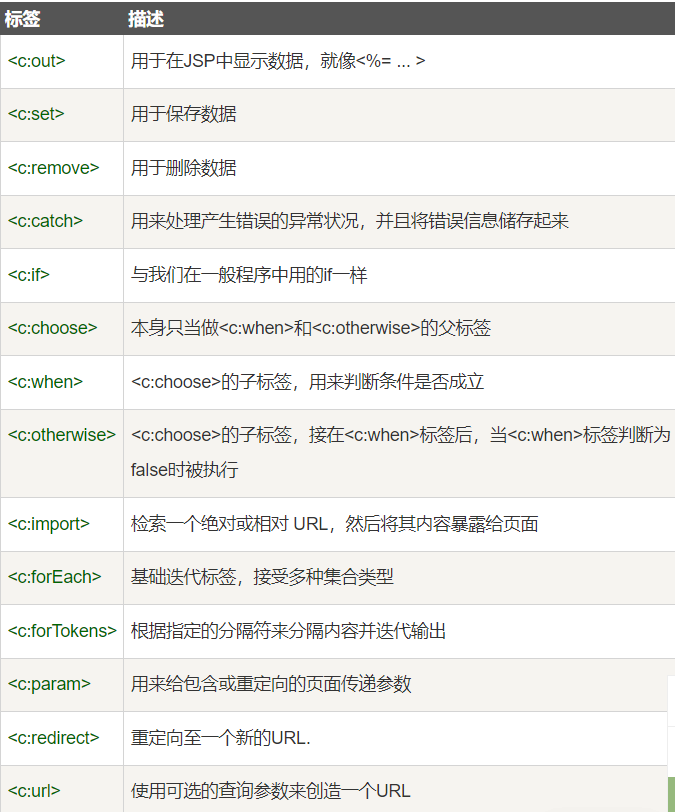 标签 描述
<c:out> 用于在JSP中显示数据，就像<%= ... >
<c:set> 用于保存数据
<c:remove> 用于删除数据
<c:catch> 用来处理产生错误的异常状况，并且将错误信息储存起来
<c:if> 与我们在一般程序中用的if一样
<c:choose> 本身只当做<c:when>和<c:otherwise>的父标签
<c:when> <c:choose>的子标签，用来判断条件是否成立
<c:otherwise> <c:choose>的子标签，接在<c:when>标签后，当<c:when>标签判断为
false时被执行
<c:import> 检索一个绝对或相对 URL，然后将其内容暴露给页面
<c:forEach> 基础迭代标签，接受多种集合类型
<c:forTokens> 根据指定的分隔符来分隔内容并迭代输出
<c:param> 用来给包含或重定向的页面传递参数
<c:redirect> 重定向至一个新的URL.
<c:url> 使用可选的查询参数来创造一个URL